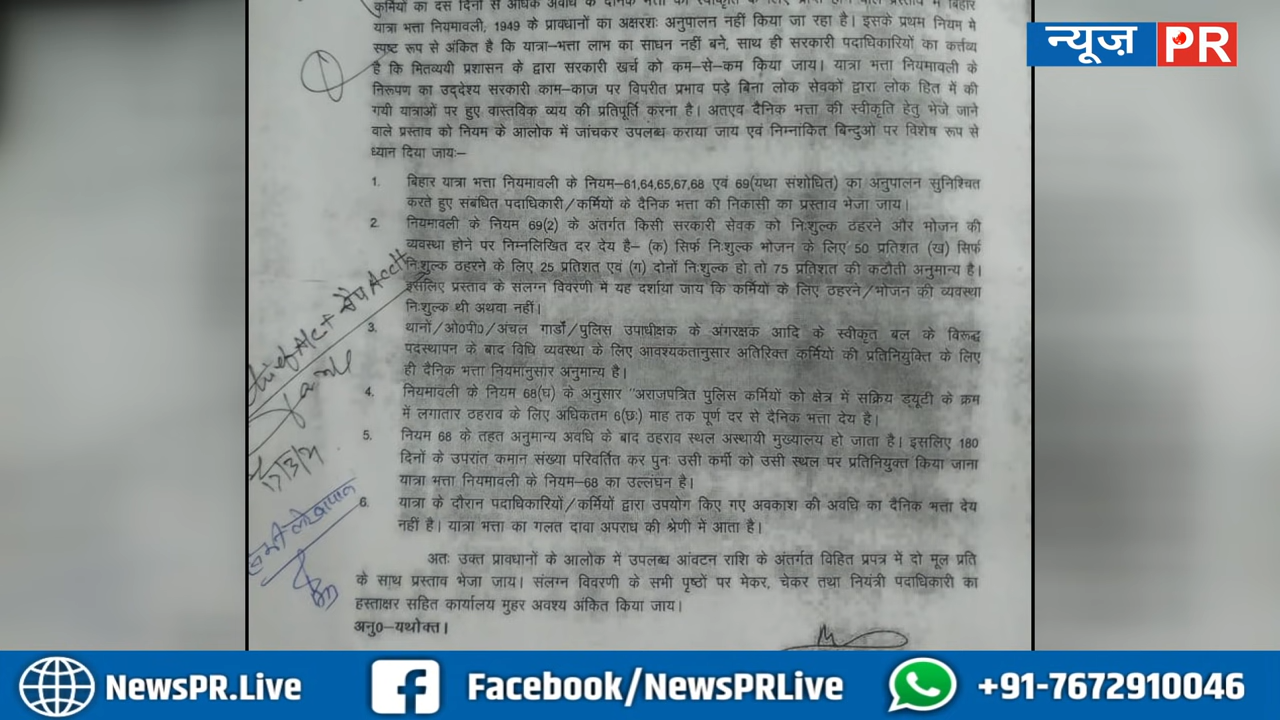 कर्मियों का दस दिनों से अधिक अवधि के दैनिक भत्ता की स्वीकृति के लिए प्राप्त होने वाले प्रस्ताव में बिहार
यात्रा भत्ता नियमावली, 1949 के प्रावधानों का अक्षरशः अनुपालन नहीं किया जा रहा है। इसके प्रथम नियम मे
स्पष्ट रूप से अंकित है कि यात्रा–भत्ता लाभ का साधन नहीं बने, साथ ही सरकारी पदाधिकारियों का कर्त्तव्य
है कि मितव्ययी प्रशासन के द्वारा सरकारी खर्च को कम–से–कम किया जाय। यात्रा भत्ता नियमावली के
निरूपण का उद्देश्य सरकारी काम–काज पर विपरीत प्रभाव पड़े बिना लोक सेवकों द्वारा लोक हित में की
गयी यात्राओं पर हुए वास्तविक व्यय की प्रतिपूर्ति करना है। अतएव दैनिक भत्ता की स्वीकृति हेतु भेजे जाने
वाले प्रस्ताव को नियम के आलोक में जांचकर उपलब्ध कराया जाय एवं निम्नांकित बिन्दुओं पर विशेष रूप से
ध्यान दिया जायः–
1. बिहार यात्रा भत्ता नियमावली के नियम–61,64,65,67,68 एवं 69(यथा संशोधित) का अनुपालन सुनिश्चित
करते हुए संबंधित पदाधिकारी/कर्मियों के दैनिक भत्ता की निकासी का प्रस्ताव भेजा जाय।
2. नियमावली के नियम 69(2) के अंतर्गत किसी सरकारी सेवक को निःशुल्क ठहरने और भोजन की
व्यवस्था होने पर निम्नलिखित दर देय है– (क) सिर्फ निःशुल्क भोजन के लिए 50 प्रतिशत (ख) सिर्फ
निःशुल्क ठहरने के लिए 25 प्रतिशत एवं (ग) दोनों निःशुल्क हो तो 75 प्रतिशत की कटौती अनुमान्य है।
इसलिए प्रस्ताव के संलग्न विवरणी में यह दर्शाया जाय कि कर्मियों के लिए ठहरने/भोजन की व्यवस्था
निःशुल्क थी अथवा नहीं।
3. थानों/ओ0पी0/अंचल गार्डों/पुलिस उपाधीक्षक के अंगरक्षक आदि के स्वीकृत बल के विरूद्ध
पदस्थापन के बाद विधि व्यवस्था के लिए आवश्यकतानुसार अतिरिक्त कर्मियों की प्रतिनियुक्ति के लिए
ही दैनिक भत्ता नियमानुसार अनुमान्य है।
4. नियमावली के नियम 68(घ) के अनुसार "अराजपत्रित पुलिस कर्मियों को क्षेत्र में सक्रिय ड्यूटी के क्रम
में लगातार ठहराव के लिए अधिकतम 6(छः) माह तक पूर्ण दर से दैनिक भत्ता देय है।
5. नियम 68 के तहत अनुमान्य अवधि के बाद ठहराव स्थल अस्थायी मुख्यालय हो जाता है। इसलिए 180
दिनों के उपरांत कमान संख्या परिवर्तित कर पुनः उसी कर्मी को उसी स्थल पर प्रतिनियुक्त किया जाना
यात्रा भत्ता नियमावली के नियम–68 का उल्लंघन है।
6. यात्रा के दौरान पदाधिकारियों/कर्मियों द्वारा उपयोग किए गए अवकाश की अवधि का दैनिक भत्ता देय
नहीं है। यात्रा भत्ता का गलत दावा अपराध की श्रेणी में आता है।
अतः उक्त प्रावधानों के आलोक में उपलब्ध आंवटन राशि के अंतर्गत विहित प्रपत्र में दो मूल प्रति
के साथ प्रस्ताव भेजा जाय। संलग्न विवरणी के सभी पृष्ठों पर मेकर, चेकर तथा नियंत्री पदाधिकारी का
हस्ताक्षर सहित कार्यालय मुहर अवश्य अंकित किया जाय।
अनु0–यथोक्त।
न्यूज़ PR
NewsPR.Live
Facebook/NewsPRLive
+91-7672910046